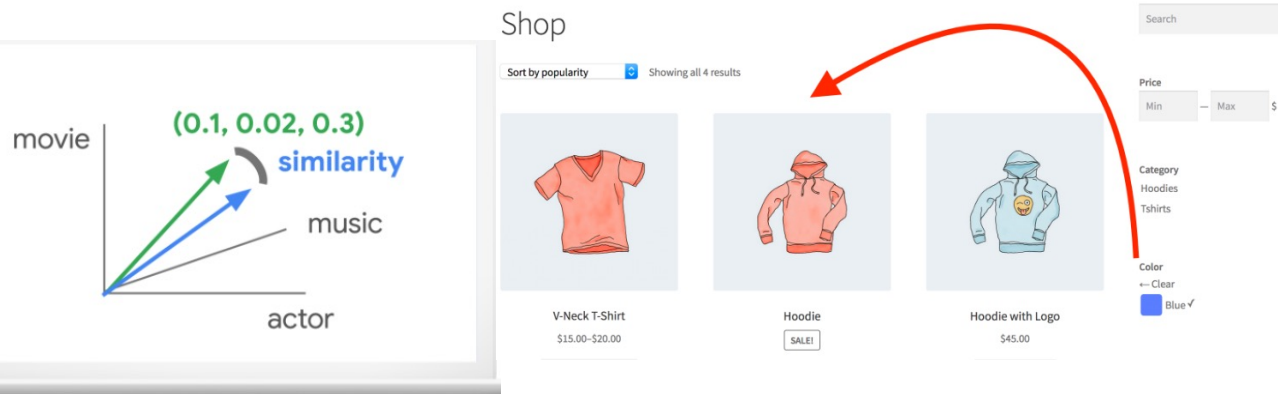 movie
(0.1, 0.02, 0.3)
similarity
music
actor
Shop
Sort by popularity
Showing all 4 results
V-Neck T-Shirt
$15.00–$20.00
Hoodie
SALE!
Hoodie with Logo
$45.00
Search
Price
Min — Max $
Category
Hoodies
Tshirts
Color
← Clear
Blue ✓